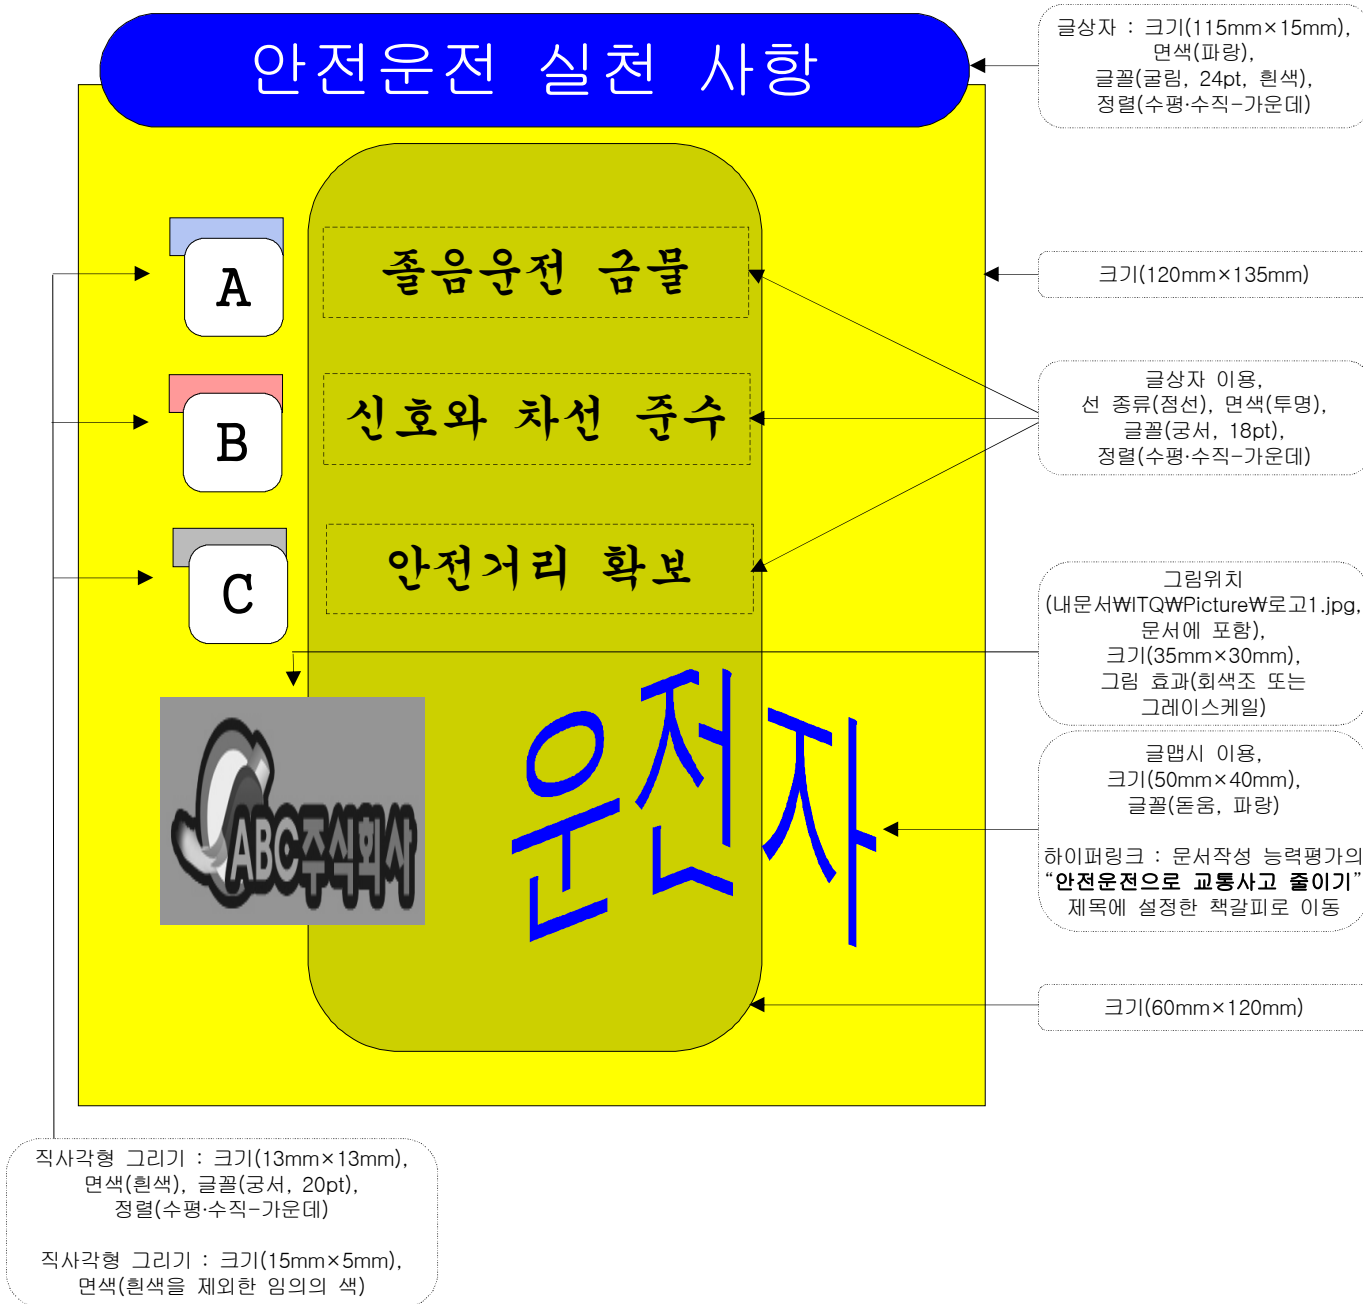 안전운전 실천 사항
글상자 : 크기(115mm×15mm),
면색(파랑),
글꼴(굴림, 24pt, 흰색),
정렬(수평·수직-가운데)
A
졸음운전 금물
크기(120mm×135mm)
B
신호와 차선 준수
글상자 이용,
선 종류(점선), 면색(투명),
글꼴(궁서, 18pt),
정렬(수평·수직-가운데)
C
안전거리 확보
그림위치
(내문서₩ITQ₩Picture₩로고1.jpg,
문서에 포함),
크기(35mm×30mm),
그림 효과(회색조 또는
그레이스케일)
ABC주식회사
운전자
글맵시 이용,
크기(50mm×40mm),
글꼴(돋움, 파랑)
하이퍼링크 : 문서작성 능력평가의
“안전운전으로 교통사고 줄이기”
제목에 설정한 책갈피로 이동
크기(60mm×120mm)
직사각형 그리기 : 크기(13mm×13mm),
면색(흰색), 글꼴(궁서, 20pt),
정렬(수평·수직-가운데)
직사각형 그리기 : 크기(15mm×5mm),
면색(흰색을 제외한 임의의 색)